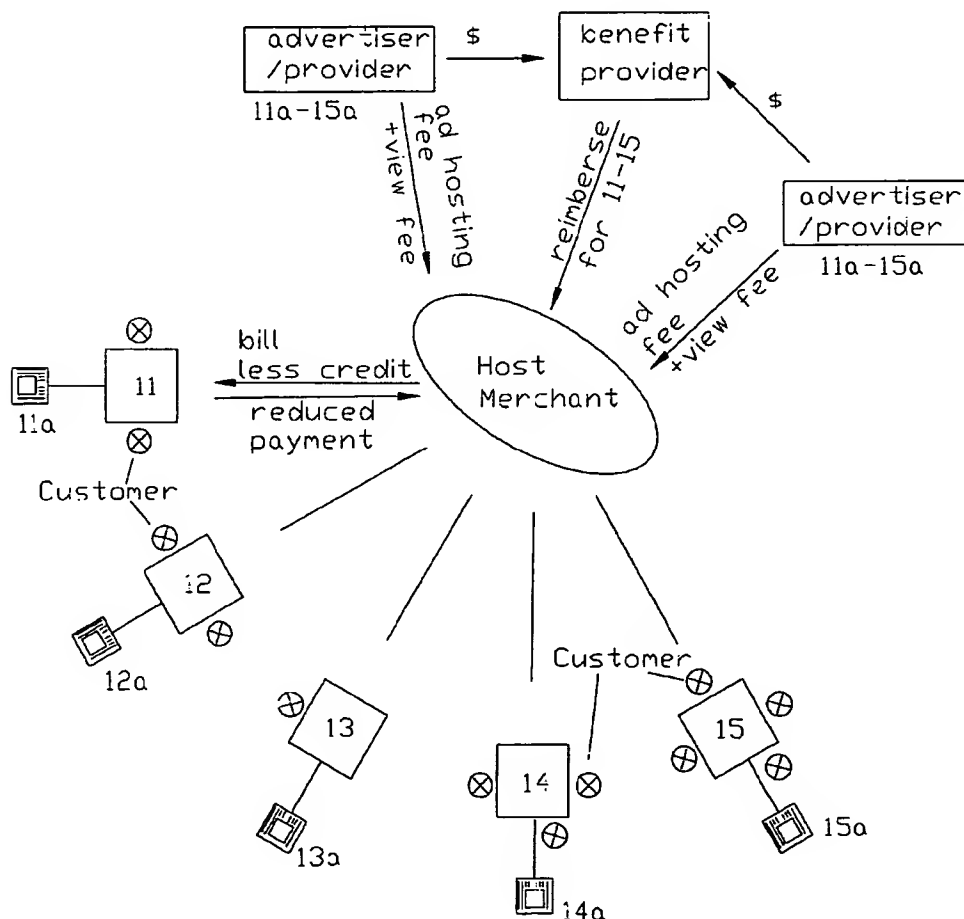 advertiser
/provider
11a-15a
$
benefit
provider
$
ad hosting
fee
+view fee
reimberse
for 11-15
advertiser
/provider
11a-15a
ad hosting
fee
+view fee
Host
Merchant
bill
less credit
reduced
payment
11
11a
Customer
12
12a
13
13a
Customer
14
14a
15
15a